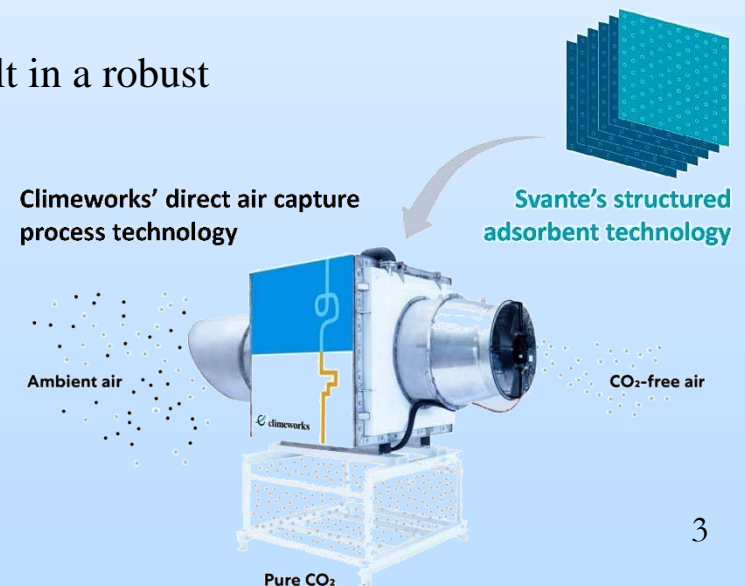 lt in a robust
Climeworks' direct air capture
process technology
Svante's structured
adsorbent technology
Ambient air
climeworks
CO₂-free air
Pure CO₂
3